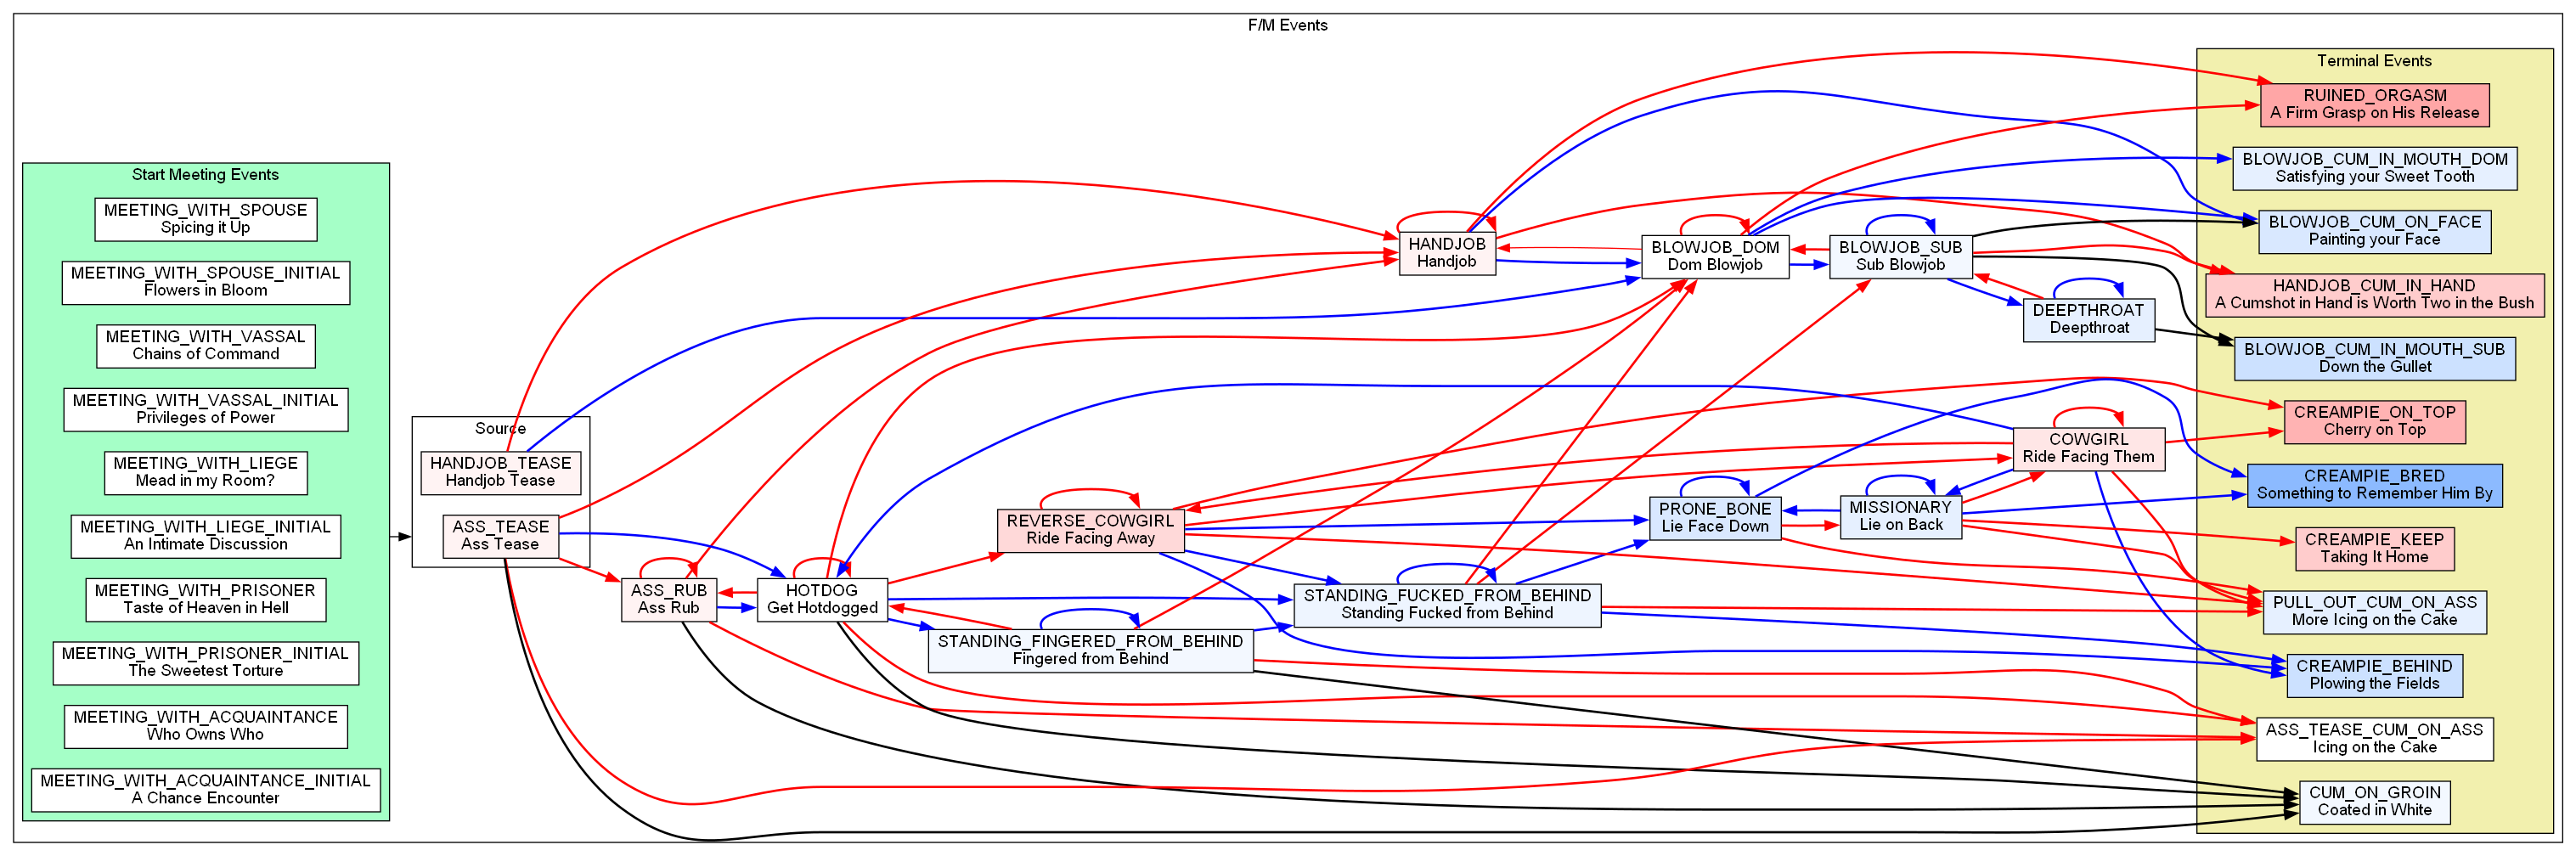 F/M Events
Start Meeting Events
MEETING_WITH_SPOUSE
Spicing it Up
MEETING_WITH_SPOUSE_INITIAL
Flowers in Bloom
MEETING_WITH_VASSAL
Chains of Command
MEETING_WITH_VASSAL_INITIAL
Privileges of Power
MEETING_WITH_LIEGE
Mead in my Room?
MEETING_WITH_LIEGE_INITIAL
An Intimate Discussion
MEETING_WITH_PRISONER
Taste of Heaven in Hell
MEETING_WITH_PRISONER_INITIAL
The Sweetest Torture
MEETING_WITH_ACQUAINTANCE
Who Owns Who
MEETING_WITH_ACQUAINTANCE_INITIAL
A Chance Encounter
Source
HANDJOB_TEASE
Handjob Tease
ASS_TEASE
Ass Tease
ASS_RUB
Ass Rub
HOTDOG
Get Hotdogged
STANDING_FINGERED_FROM_BEHIND
Fingered from Behind
REVERSE_COWGIRL
Ride Facing Away
STANDING_FUCKED_FROM_BEHIND
Standing Fucked from Behind
HANDJOB
Handjob
BLOWJOB_DOM
Dom Blowjob
BLOWJOB_SUB
Sub Blowjob
DEEPTHROAT
Deepthroat
PRONE_BONE
Lie Face Down
MISSIONARY
Lie on Back
COWGIRL
Ride Facing Them
Terminal Events
RUINED_ORGASM
A Firm Grasp on His Release
BLOWJOB_CUM_IN_MOUTH_DOM
Satisfying your Sweet Tooth
BLOWJOB_CUM_ON_FACE
Painting your Face
HANDJOB_CUM_IN_HAND
A Cumshot in Hand is Worth Two in the Bush
BLOWJOB_CUM_IN_MOUTH_SUB
Down the Gullet
CREAMPIE_ON_TOP
Cherry on Top
CREAMPIE_BRED
Something to Remember Him By
CREAMPIE_KEEP
Taking It Home
PULL_OUT_CUM_ON_ASS
More Icing on the Cake
CREAMPIE_BEHIND
Plowing the Fields
ASS_TEASE_CUM_ON_ASS
Icing on the Cake
CUM_ON_GROIN
Coated in White